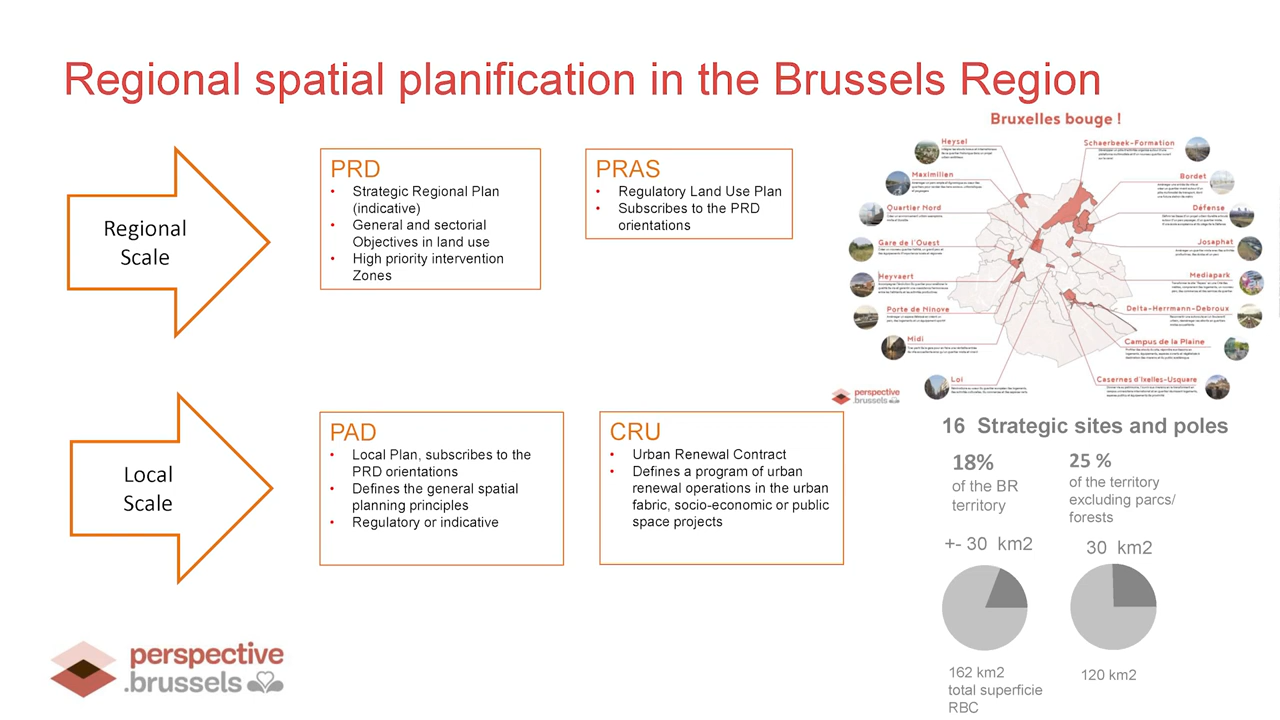 Regional spatial planification in the Brussels Region
Regional
Scale
PRD
• Strategic Regional Plan
(indicative)
• General and sectorial
Objectives in land use
• High priority intervention
Zones
PRAS
• Regulatory Land Use Plan
• Subscribes to the PRD
orientations
Bruxelles bouge !
Heysel
Schaerbeek-Formation
Maximilien
Bordet
Quartier Nord
Défense
Gare de l'Ouest
Josaphat
Heyvaert
Mediapark
Porte de Ninove
Delta-Herrmann-Debroux
Midi
Campus de la Plaine
Loi
Casernes d'Ixelles-Usquare
perspective
.brussels
Local
Scale
PAD
• Local Plan, subscribes to the
PRD orientations
• Defines the general spatial
planning principles
• Regulatory or indicative
CRU
• Urban Renewal Contract
• Defines a program of urban
renewal operations in the urban
fabric, socio-economic or public
space projects
16 Strategic sites and poles
18%
of the BR
territory
25 %
of the territory
excluding parcs/
forests
+- 30 km2
30 km2
162 km2
total superficie
RBC
120 km2
perspective
.brussels